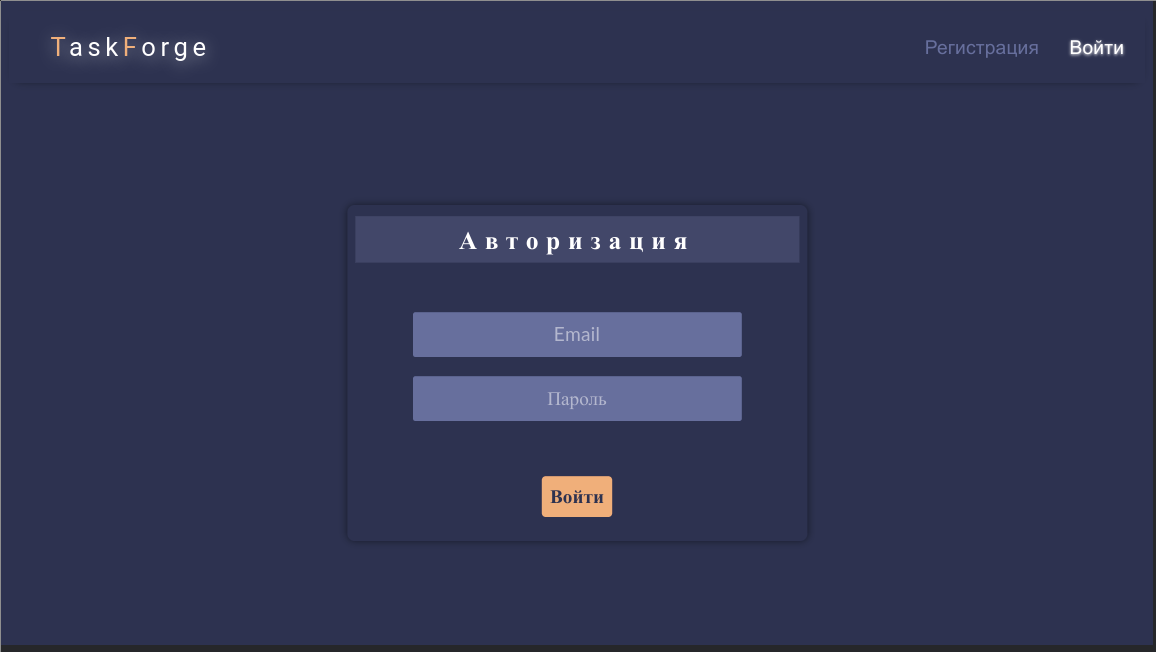 TaskForge
Регистрация Войти
Авторизация
Email
Пароль
Войти